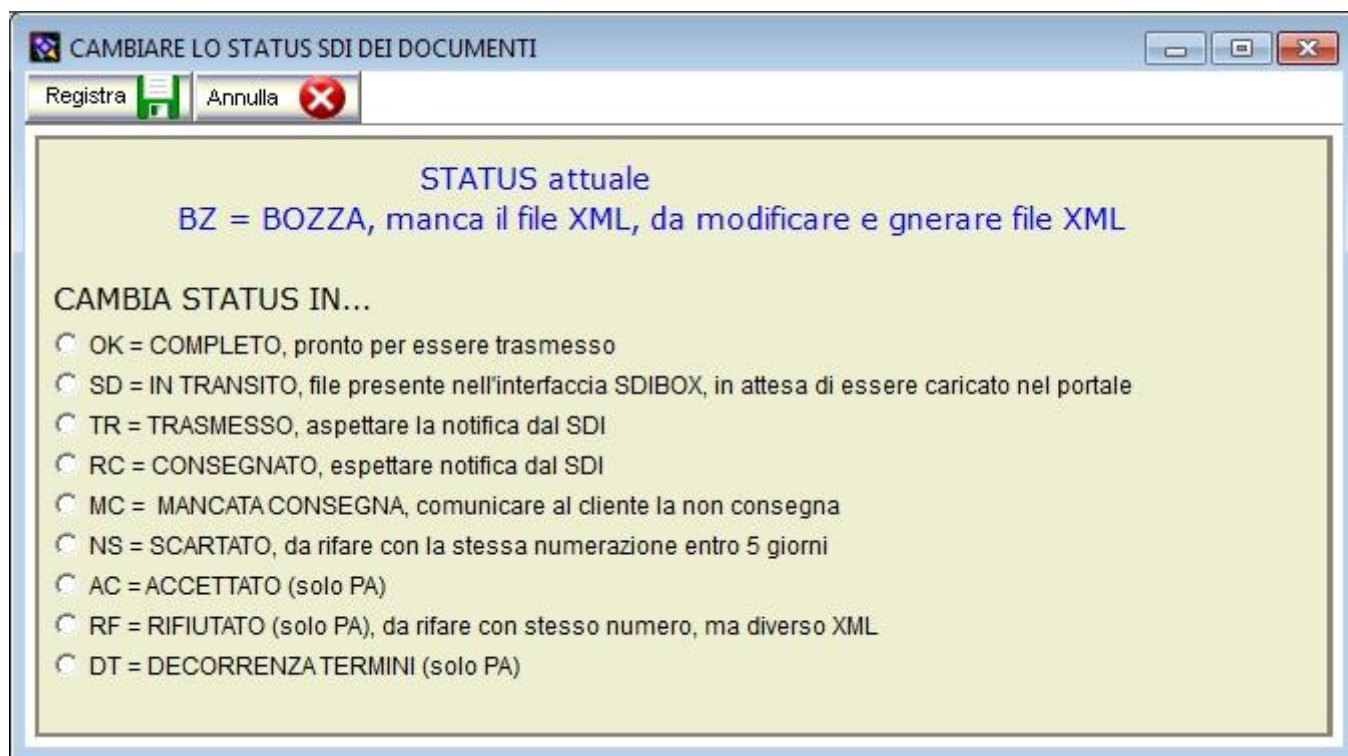 CAMBIARE LO STATUS SDI DEI DOCUMENTI
Registra Annulla
STATUS attuale
BZ = BOZZA, manca il file XML, da modificare e gnerare file XML
CAMBIA STATUS IN...
OK = COMPLETO, pronto per essere trasmesso
SD = IN TRANSITO, file presente nell'interfaccia SDIBOX, in attesa di essere caricato nel portale
TR = TRASMESSO, aspettare la notifica dal SDI
RC = CONSEGNATO, espettare notifica dal SDI
MC = MANCATA CONSEGNA, comunicare al cliente la non consegna
NS = SCARTATO, da rifare con la stessa numerazione entro 5 giorni
AC = ACCETTATO (solo PA)
RF = RIFIUTATO (solo PA), da rifare con stesso numero, ma diverso XML
DT = DECORRENZA TERMINI (solo PA)